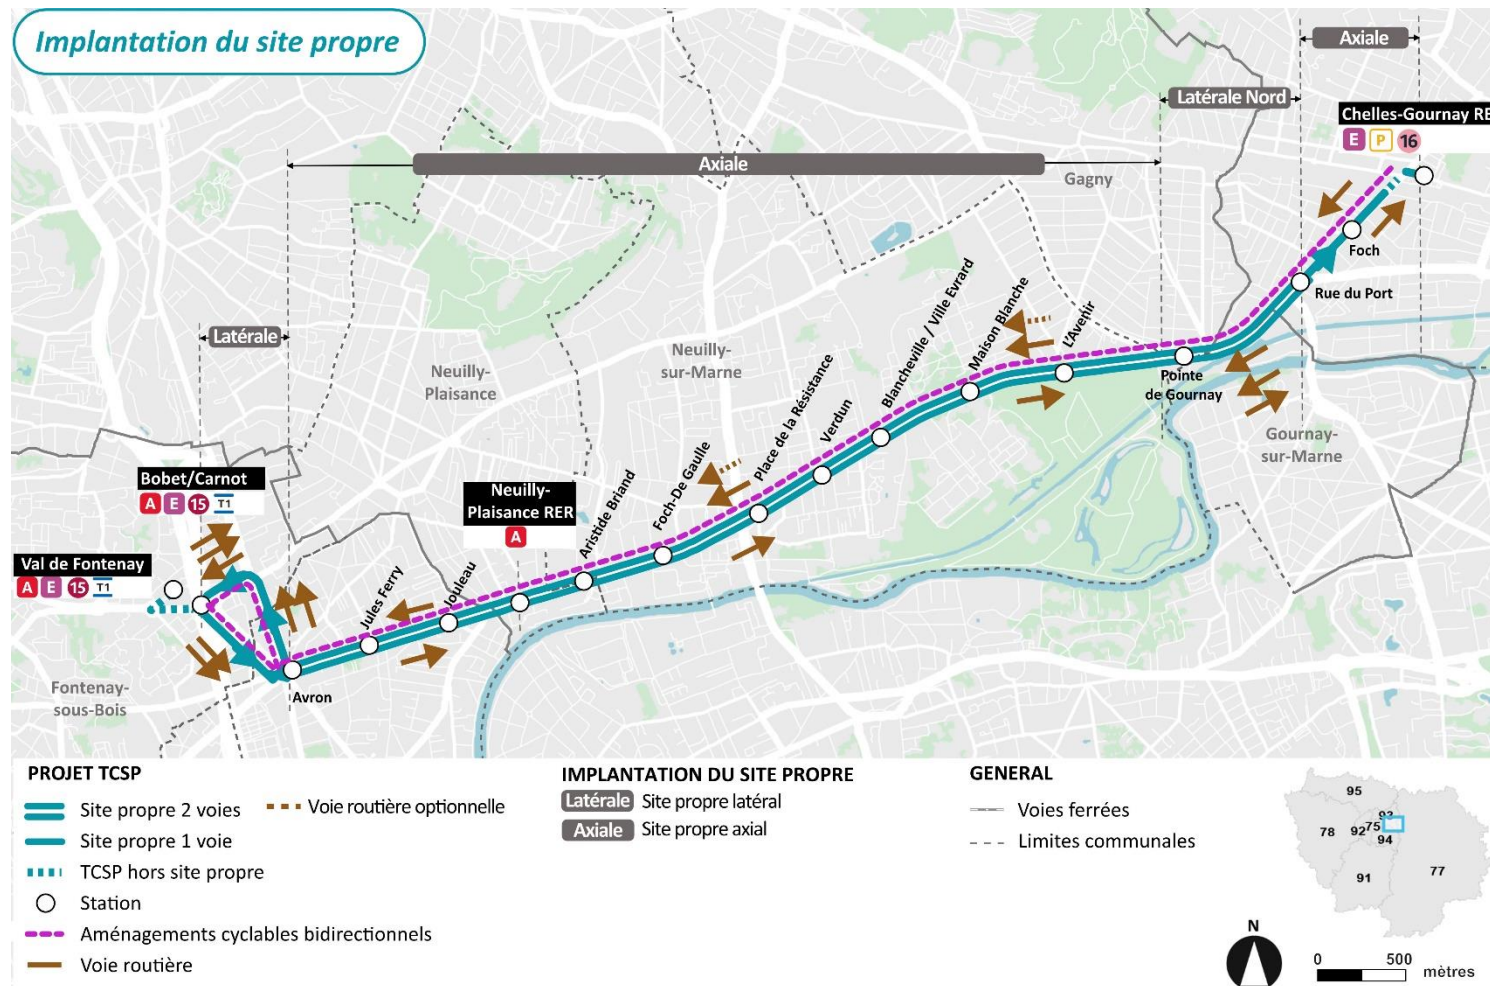 Implantation du site propre
Axiale
Latérale Nord
Chelles-Gournay RE
E P 16
Axiale
Gagny
Foch
Rue du Port
Latérale
Neuilly-
Plaisance
Neuilly-
sur-Marne
Blancheville / Ville Evrard
Maison Blanche
L'Avenir
Pointe
de Gournay
Gournay-
sur-Marne
Place de la Résistance
Verdun
Foch-De Gaulle
Aristide Briand
Bobet/Carnot
A E 15 T1
Neuilly-
Plaisance RER
A
Val de Fontenay
A E 15 T1
Jules Ferry
Jouleau
Avron
Fontenay-
sous-Bois
PROJET TCSP
Site propre 2 voies
Voie routière optionnelle
Site propre 1 voie
TCSP hors site propre
Station
Aménagements cyclables bidirectionnels
Voie routière
IMPLANTATION DU SITE PROPRE
Latérale Site propre latéral
Axiale Site propre axial
GENERAL
Voies ferrées
Limites communales
95
93
78
92
75
94
77
91
N
0 500 mètres